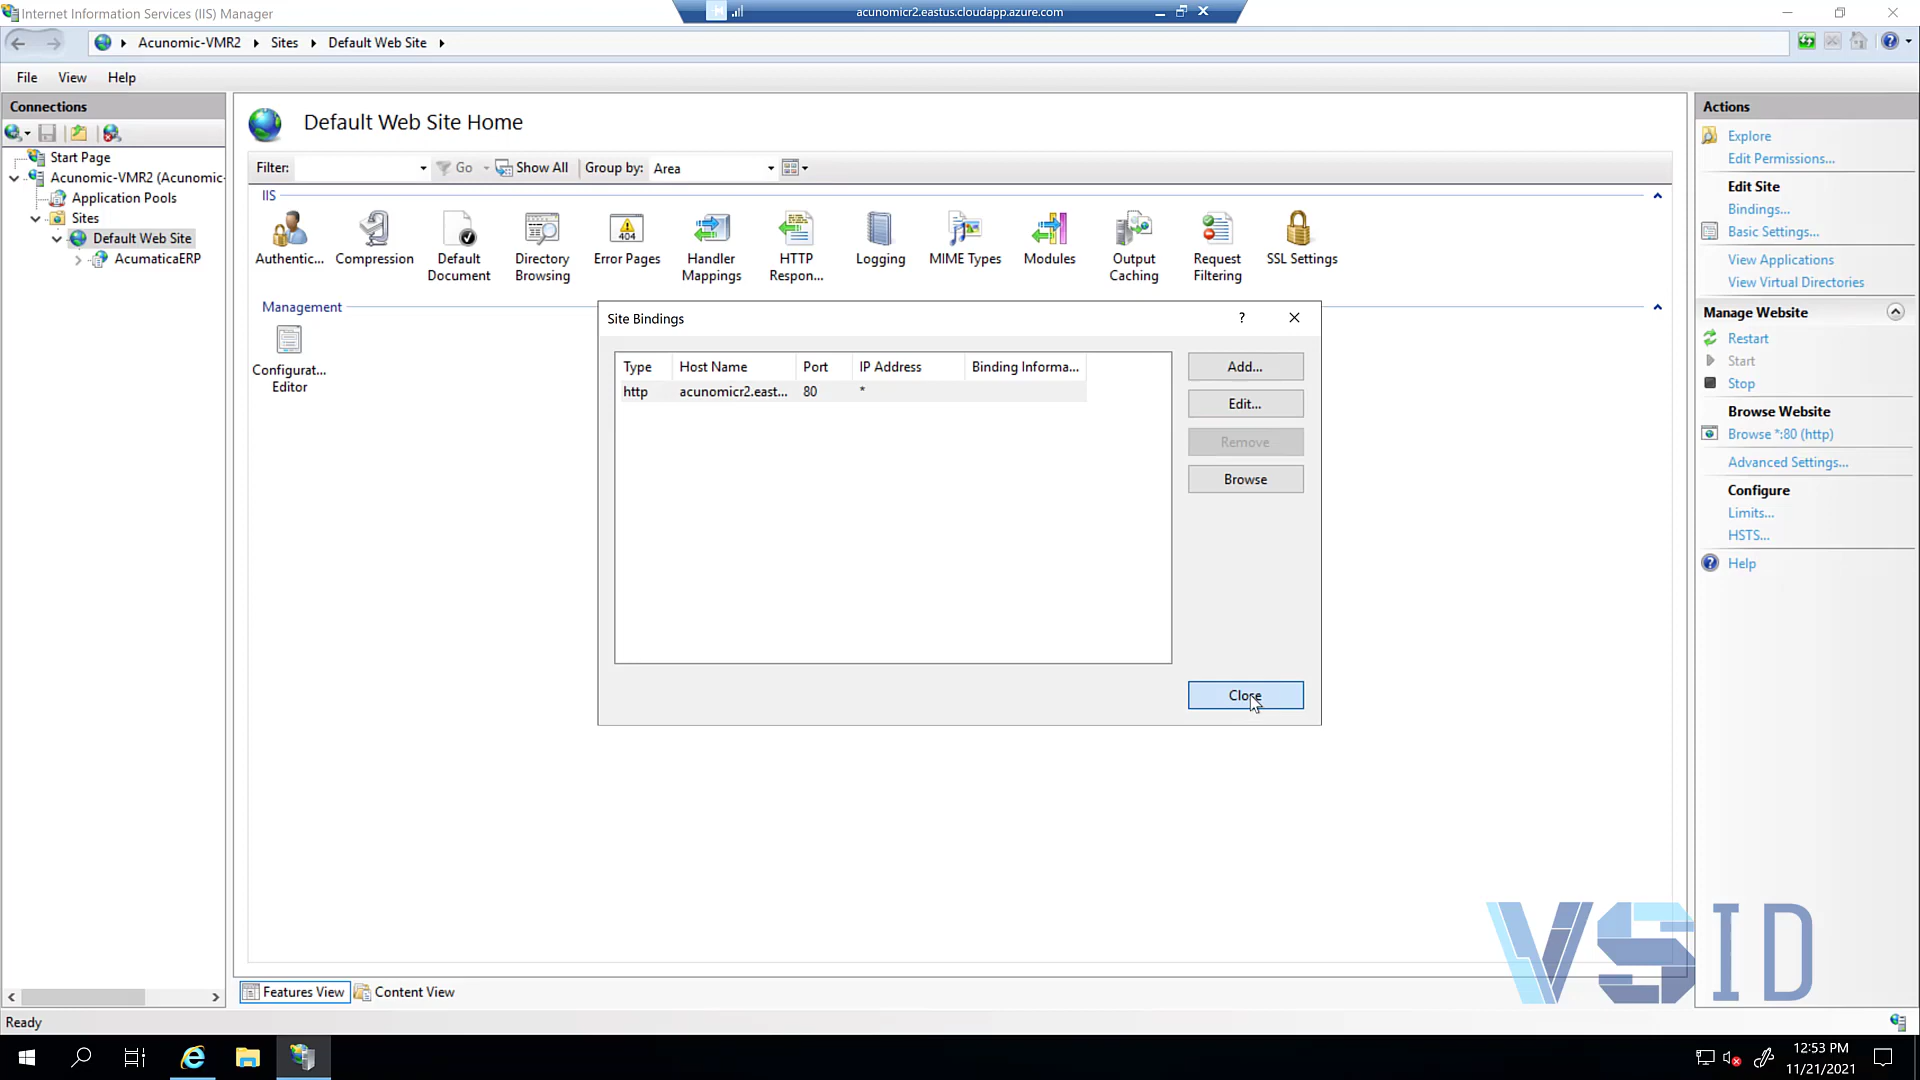 Internet Information Services (IIS) Manager
acunomicr2.eastus.cloudapp.azure.com
Acunomic-VMR2 Sites Default Web Site
File View Help
Connections
Start Page
Acunomic-VMR2 (Acunomic-
Application Pools
Sites
Default Web Site
AcumaticaERP
Default Web Site Home
Filter: Go Show All Group by: Area
IIS
Authentic...
Compression
Default Document
Directory Browsing
Error Pages
404
Handler Mappings
HTTP Respon...
Logging
MIME Types
Modules
Output Caching
Request Filtering
SSL Settings
Management
Configurat... Editor
Site Bindings
?
Type Host Name Port IP Address Binding Informa...
http acunomicr2.east... 80 *
Add...
Edit...
Remove
Browse
Close
Actions
Explore
Edit Permissions...
Edit Site
Bindings...
Basic Settings...
View Applications
View Virtual Directories
Manage Website
Restart
Start
Stop
Browse Website
Browse *:80 (http)
Advanced Settings...
Configure
Limits...
HSTS...
Help
VSID
Features View Content View
Ready
12:53 PM
11/21/2021